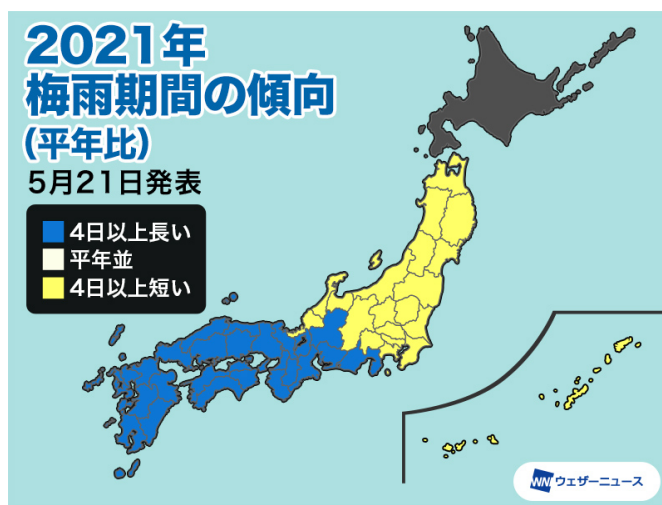 2021年
梅雨期間の傾向
(平年比)
5月21日発表
4日以上長い
平年並
4日以上短い
WN ウェザーニュース